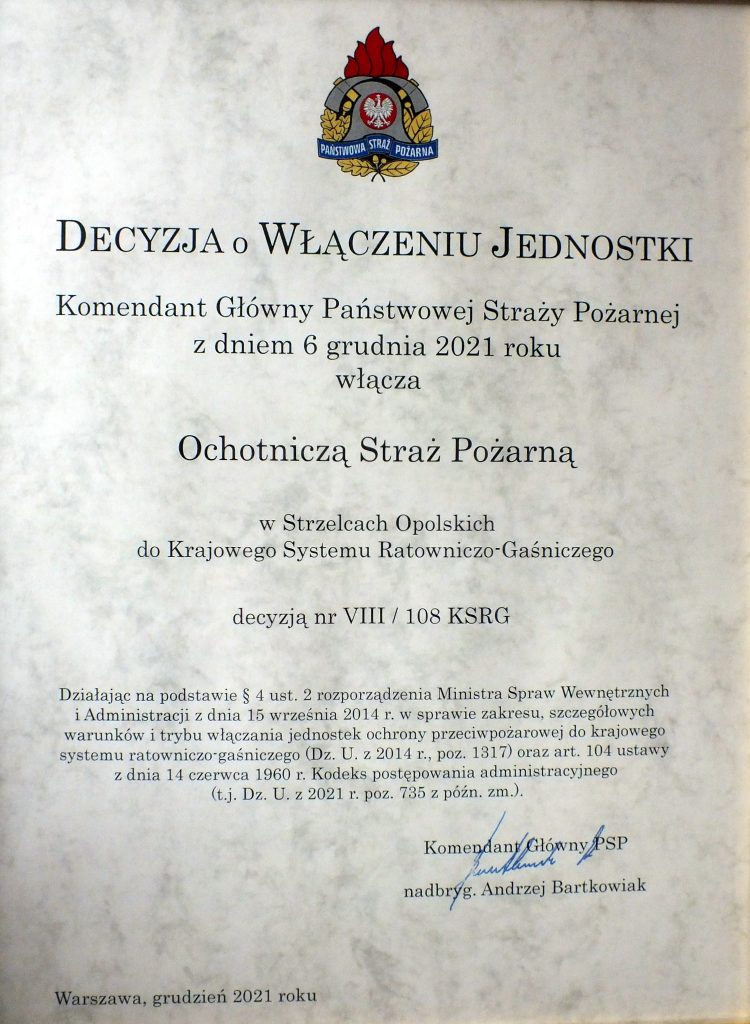 PAŃSTWOWA STRAŻ POŻARNA
DECYZJA O WŁĄCZENIU JEDNOSTKI
Komendant Główny Państwowej Straży Pożarnej
z dniem 6 grudnia 2021 roku
włącza
Ochotniczą Straż Pożarną
w Strzelcach Opolskich
do Krajowego Systemu Ratowniczo-Gaśniczego
decyzją nr VIII / 108 KSRG
Działając na podstawie § 4 ust. 2 rozporządzenia Ministra Spraw Wewnętrznych
i Administracji z dnia 15 września 2014 r. w sprawie zakresu, szczegółowych
warunków i trybu włączania jednostek ochrony przeciwpożarowej do krajowego
systemu ratowniczo-gaśniczego (Dz. U. z 2014 r., poz. 1317) oraz art. 104 ustawy
z dnia 14 czerwca 1960 r. Kodeks postępowania administracyjnego
(t.j. Dz. U. z 2021 r. poz. 735 z późn. zm.).
Komendant Główny PSP
nadbryg. Andrzej Bartkowiak
Warszawa, grudzień 2021 roku